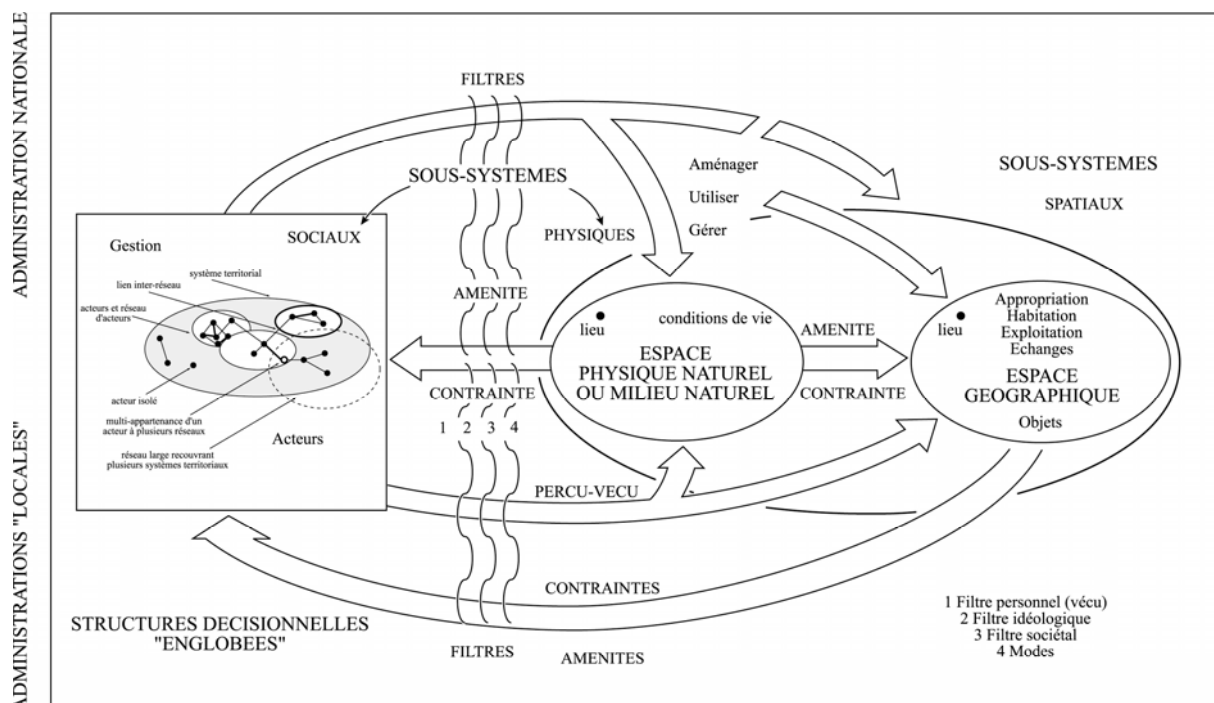 ADMINISTRATION NATIONALE
ADMINISTRATIONS "LOCALES"
FILTRES
SOUS-SYSTEMES
SOCIAUX
PHYSIQUES
Aménager
Utiliser
Gérer
SOUS-SYSTEMES
SPATIAUX
Gestion
système territorial
lien inter-réseau
acteurs et réseau
d'acteurs
acteur isolé
multi-appartenance d'un
acteur à plusieurs réseaux
réseau large recouvrant
plusieurs systèmes territoriaux
Acteurs
AMENITE
CONTRAINTE
1 2 3 4
lieu
conditions de vie
ESPACE
PHYSIQUE NATUREL
OU MILIEU NATUREL
AMENITE
CONTRAINTE
lieu
Appropriation
Habitation
Exploitation
Echanges
ESPACE
GEOGRAPHIQUE
Objets
PERCU-VECU
CONTRAINTES
STRUCTURES DECISIONNELLES
"ENGLOBEES"
FILTRES
AMENITES
1 Filtre personnel (vécu)
2 Filtre idéologique
3 Filtre sociétal
4 Modes